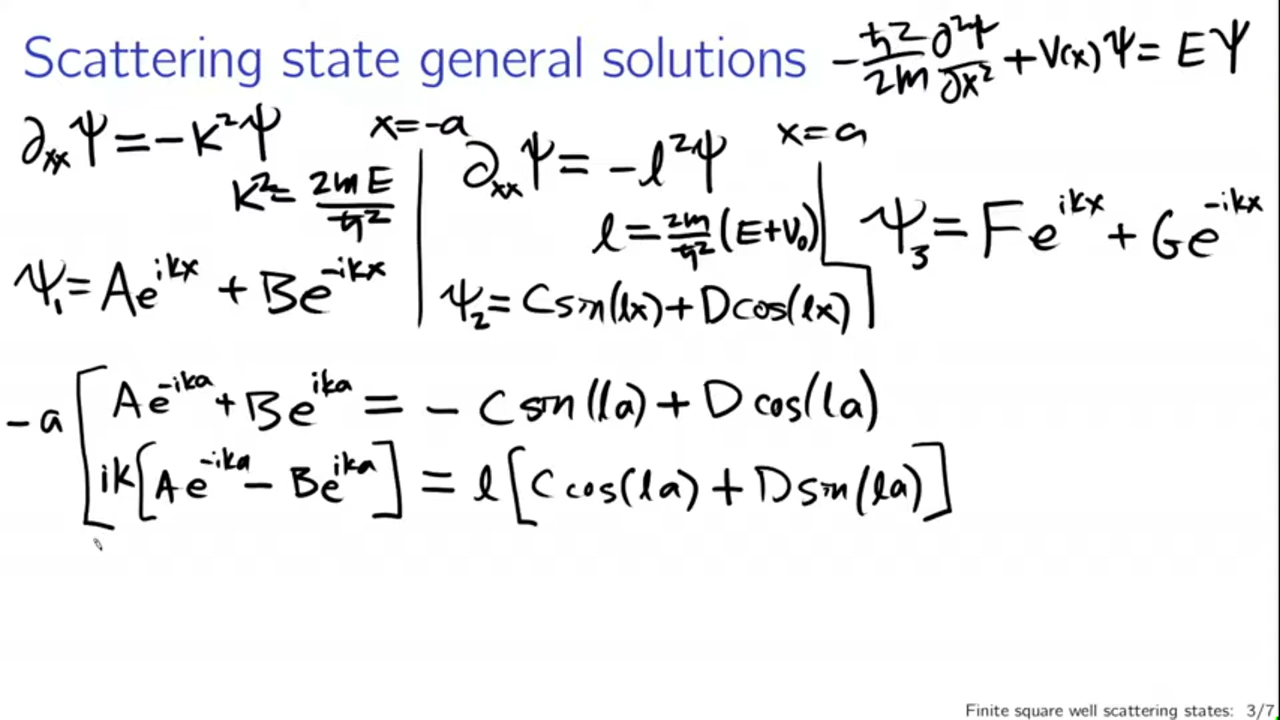 Scattering state general solutions
-ℏ²/2m ∂²Ψ/∂x² + V(x)Ψ = EΨ
∂ₓₓΨ = -k²Ψ
k² = 2mE/ℏ²
Ψ₁ = Ae^{ikx} + Be^{-ikx}
x=-a
∂ₓₓΨ = -l²Ψ
l = 2m/ℏ² (E+V₀)
Ψ₂ = C sin(lx) + D cos(lx)
x=a
Ψ₃ = Fe^{ikx} + Ge^{-ikx}
-a [ Ae^{-ika} + Be^{ika} = -C sin(la) + D cos(la)
ik[Ae^{-ika} - Be^{ika}] = l[C cos(la) + D sin(la)]
Finite square well scattering states: 3/7